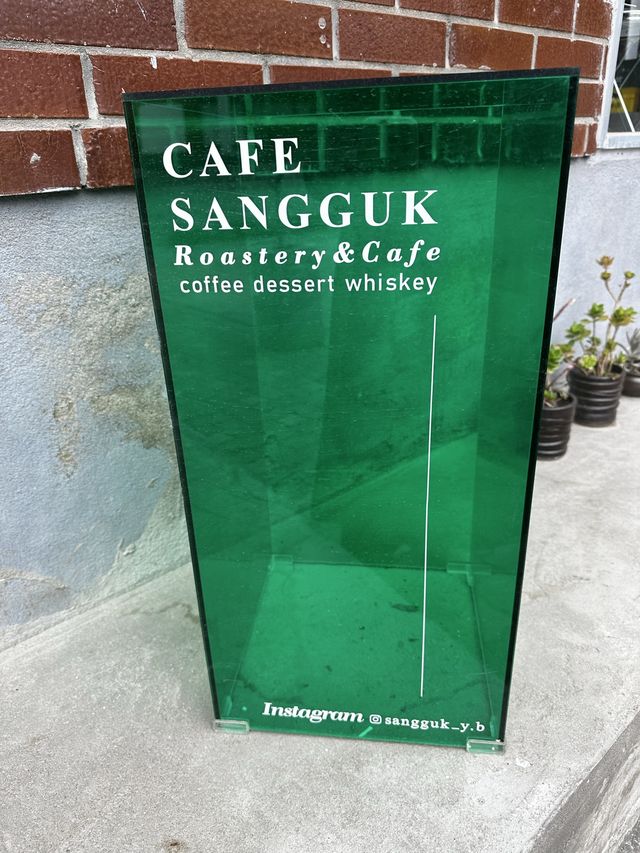 CAFE
SANGGUK
Roastery&Cafe
coffee dessert whiskey
Instagram sangguk_y.b